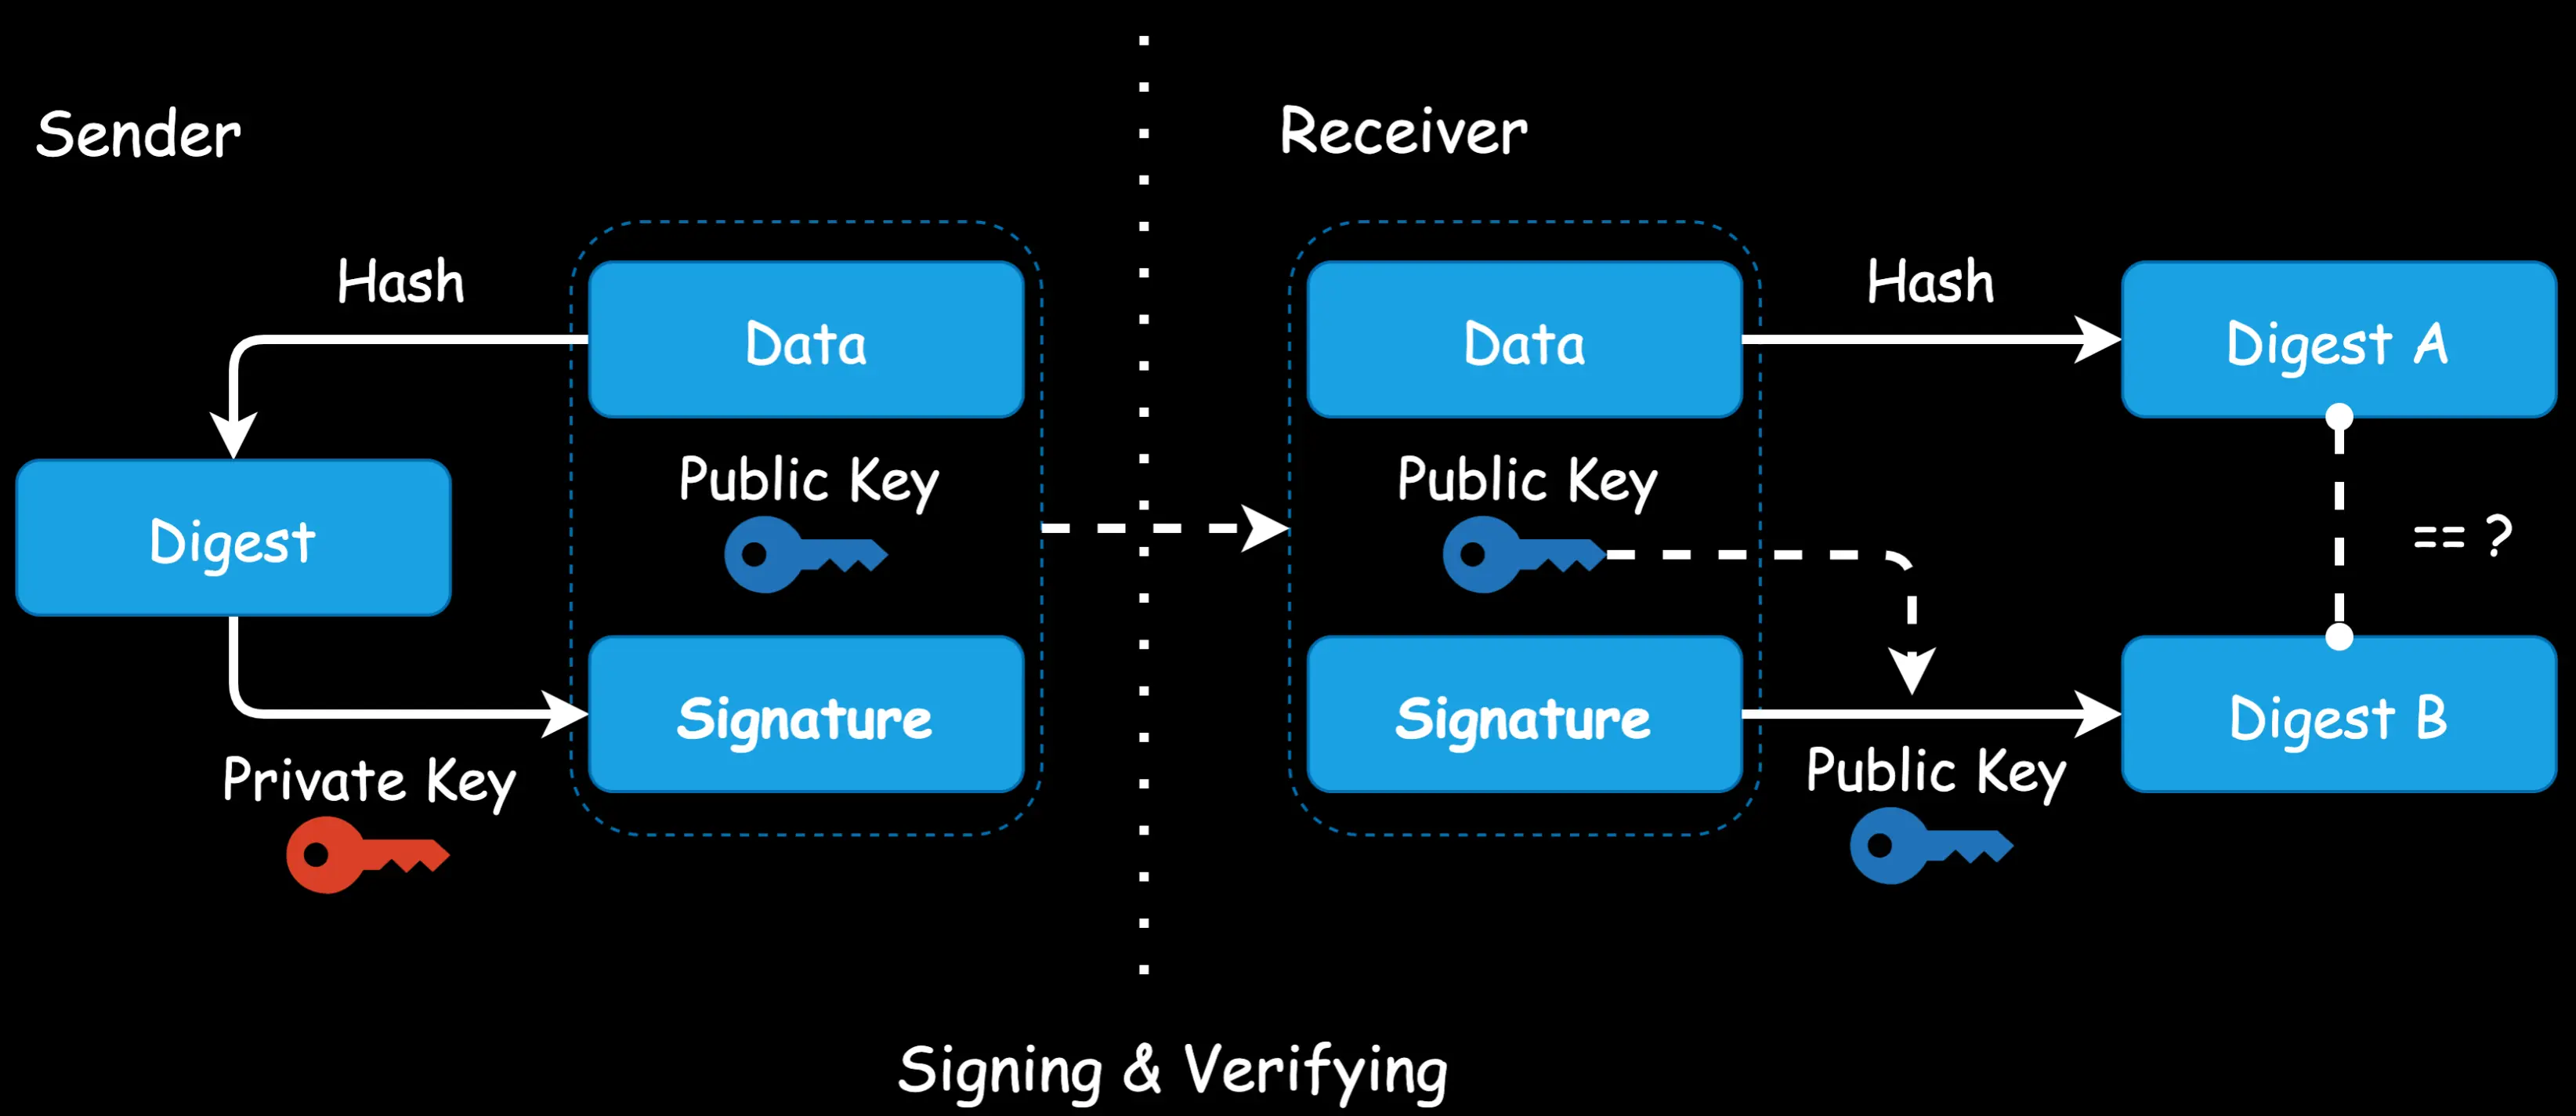 Sender
Receiver
Hash
Data
Public Key
Digest
Signature
Private Key
Data
Hash
Digest A
Public Key
== ?
Signature
Public Key
Digest B
Signing & Verifying